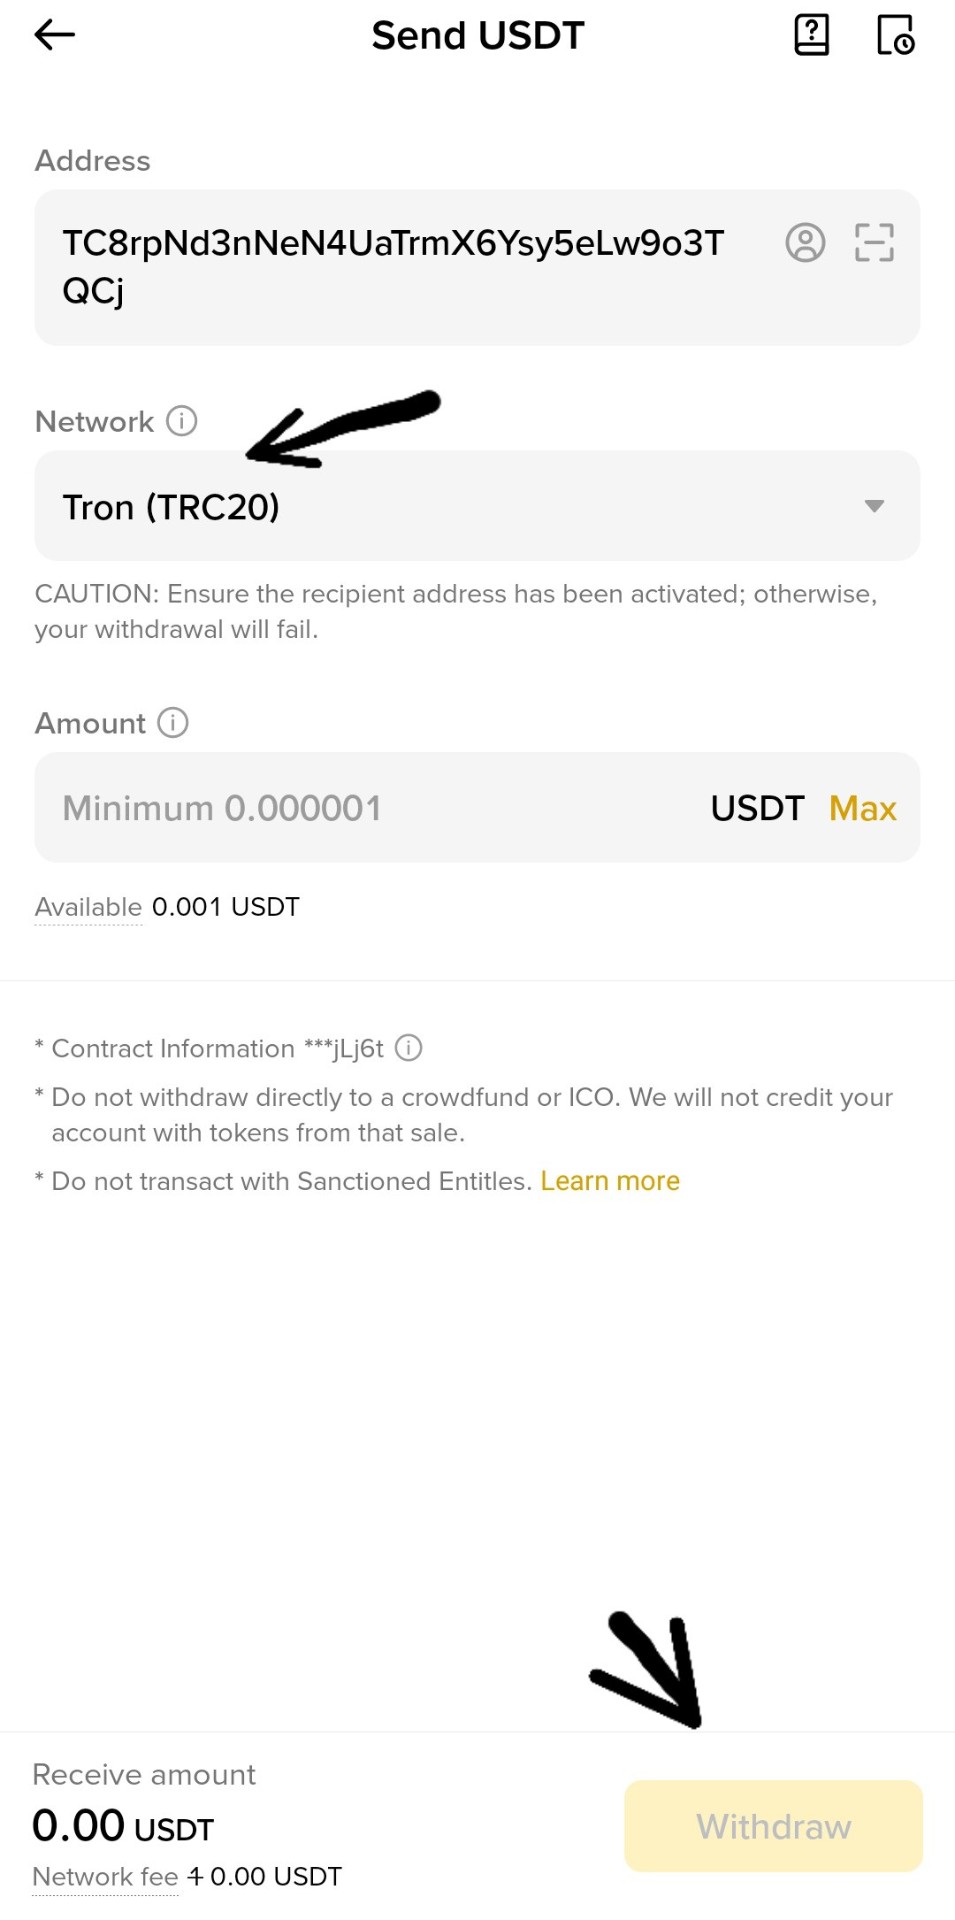 Send USDT
Address
TC8rpNd3nNeN4UaTrmX6Ysy5eLw9o3T
QCj
Network
Tron (TRC20)
CAUTION: Ensure the recipient address has been activated; otherwise,
your withdrawal will fail.
Amount
Minimum 0.000001 USDT Max
Available 0.001 USDT
* Contract Information ***jLj6t
* Do not withdraw directly to a crowdfund or ICO. We will not credit your
account with tokens from that sale.
* Do not transact with Sanctioned Entitles. Learn more
Receive amount
0.00 USDT
Withdraw
Network fee 1 0.00 USDT